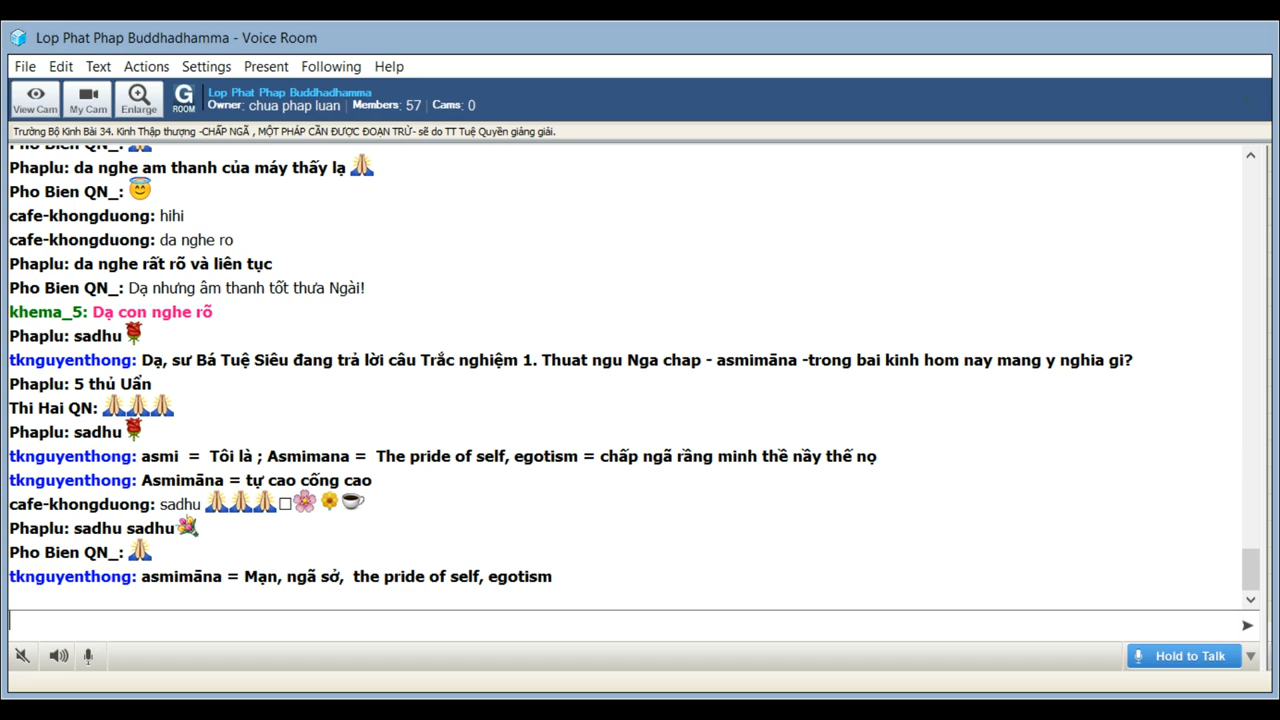 Lop Phat Phap Buddhadhamma - Voice Room
File Edit Text Actions Settings Present Following Help
View Cam My Cam Enlarge G ROOM Lop Phat Phap Buddhadhamma
Owner: chua phap luan | Members: 57 | Cams: 0
Trường Bộ Kinh Bài 34. Kinh Thập thượng -CHẤP NGÃ , MỘT PHÁP CẦN ĐƯỢC ĐOẠN TRỪ- sẽ do TT Tuệ Quyền giảng giải.
Pho Bien QN_:
Phaplu: da nghe am thanh của máy thấy lạ
Pho Bien QN_:
cafe-khongduong: hihi
cafe-khongduong: da nghe ro
Phaplu: da nghe rất rõ và liên tục
Pho Bien QN_: Dạ nhưng âm thanh tốt thưa Ngài!
khema_5: Dạ con nghe rõ
Phaplu: sadhu
tknguyenthong: Dạ, sư Bá Tuệ Siêu đang trả lời câu Trắc nghiệm 1. Thuat ngu Nga chap - asmimāna -trong bai kinh hom nay mang y nghia gi?
Phaplu: 5 thủ Uẩn
Thi Hai QN:
Phaplu: sadhu
tknguyenthong: asmi = Tôi là ; Asmimana = The pride of self, egotism = chấp ngã rằng minh thề nầy thế nọ
tknguyenthong: Asmimāna = tự cao cống cao
cafe-khongduong: sadhu
Phaplu: sadhu sadhu
Pho Bien QN_:
tknguyenthong: asmimāna = Mạn, ngã sở, the pride of self, egotism
Hold to Talk